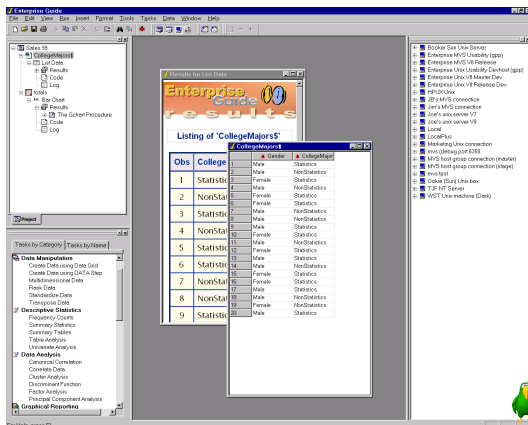 Enterprise Guide
File Edit View Run Insert Format Tools Tasks Data Window Help
Sales 99
CollegeMajors$
List Data
Results
Code
Log
totals
Bar Chart
Results
The Gchart Procedure
Code
Log
Project
Tasks by Category Tasks by Name
Data Manipulation
Create Data using Data Grid
Create Data using DATA Step
Multidimensional Data
Rank Data
Standardize Data
Transpose Data
Descriptive Statistics
Frequency Counts
Summary Statistics
Summary Tables
Table Analysis
Univariate Analysis
Data Analysis
Canonical Correlation
Correlate Data
Cluster Analysis
Discriminant Function
Factor Analysis
Principal Component Analysis
Graphical Reporting
Results for List Data
Enterprise
Guide
results
Listing of 'CollegeMajors$'
Obs College
1 Statistic
2 NonStat
3 Statistic
4 NonStat
5 Statistic
6 Statistic
7 NonStat
8 NonStat
9 Statistic
CollegeMajors$
Gender CollegeMajor
1 Male Statistics
2 Male NonStatistics
3 Female Statistics
4 Male NonStatistics
5 Female Statistics
6 Female Statistics
7 Male NonStatistics
8 Male NonStatistics
9 Male Statistics
10 Female Statistics
11 Male NonStatistics
12 Female Statistics
13 Male Statistics
14 Male NonStatistics
15 Female Statistics
16 Female Statistics
17 Male Statistics
18 Male NonStatistics
19 Female NonStatistics
20 Male Statistics
Booker Sun Unix Server
Enterprise MVS Usability (gpp)
Enterprise MVS V8 Release
Enterprise Unix Usability Devhost (gpp)
Enterprise Unix V8 Master Dev
Enterprise Unix V8 Release Dev
HPUX Unix
JB's MVS connection
Jim's MVS connection
Joe's unix server V7
Joe's unix server V8
Local
LocalPlus
Marketing Unix connection
mvs (debug port 6350
MVS host group connection (master)
MVS host group connection (stage)
mvs test
Ookie (Sun) Unix box
TJF NT Server
WST Unix machine (Dark)